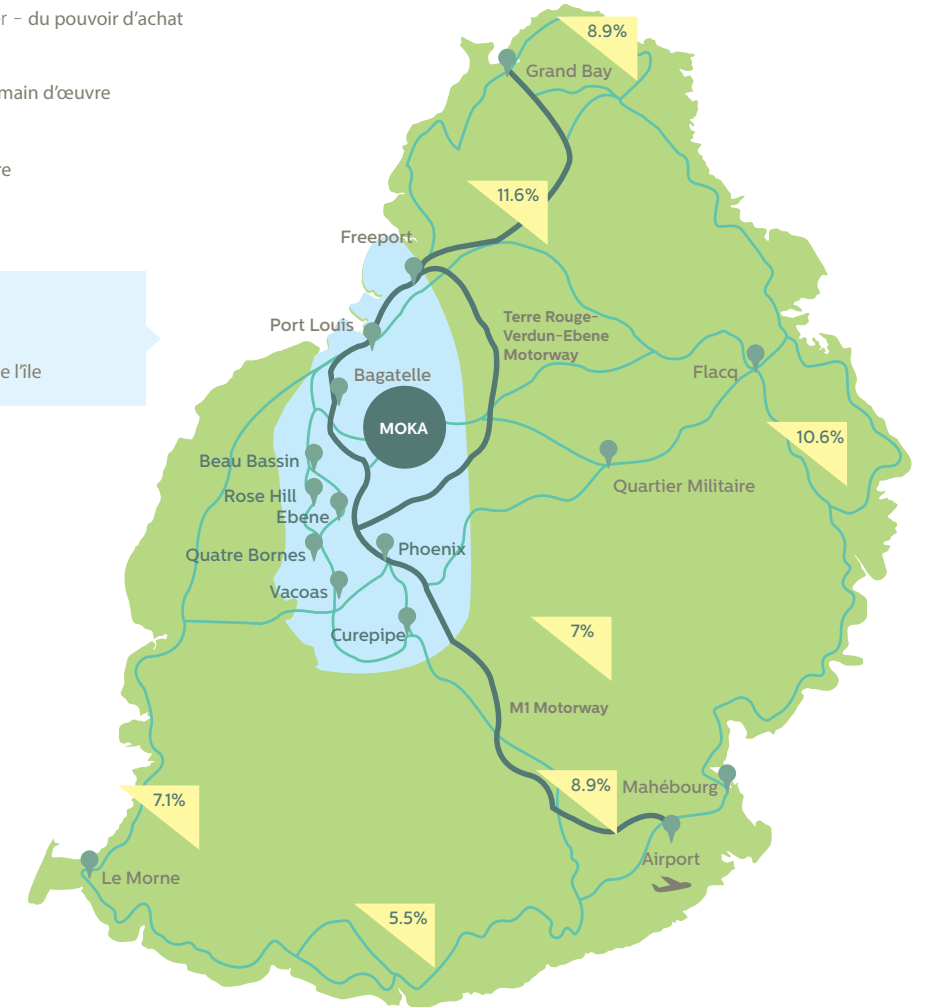 – du pouvoir d'achat
main d'œuvre
l'île
8.9%
Grand Bay
11.6%
Freeport
Port Louis
Terre Rouge-
Verdun-Ebene
Motorway
Bagatelle
Flacq
MOKA
10.6%
Beau Bassin
Quartier Militaire
Rose Hill
Ebene
Quatre Bornes
Phoenix
Vacoas
Curepipe
7%
M1 Motorway
8.9%
Mahébourg
7.1%
Airport
Le Morne
5.5%